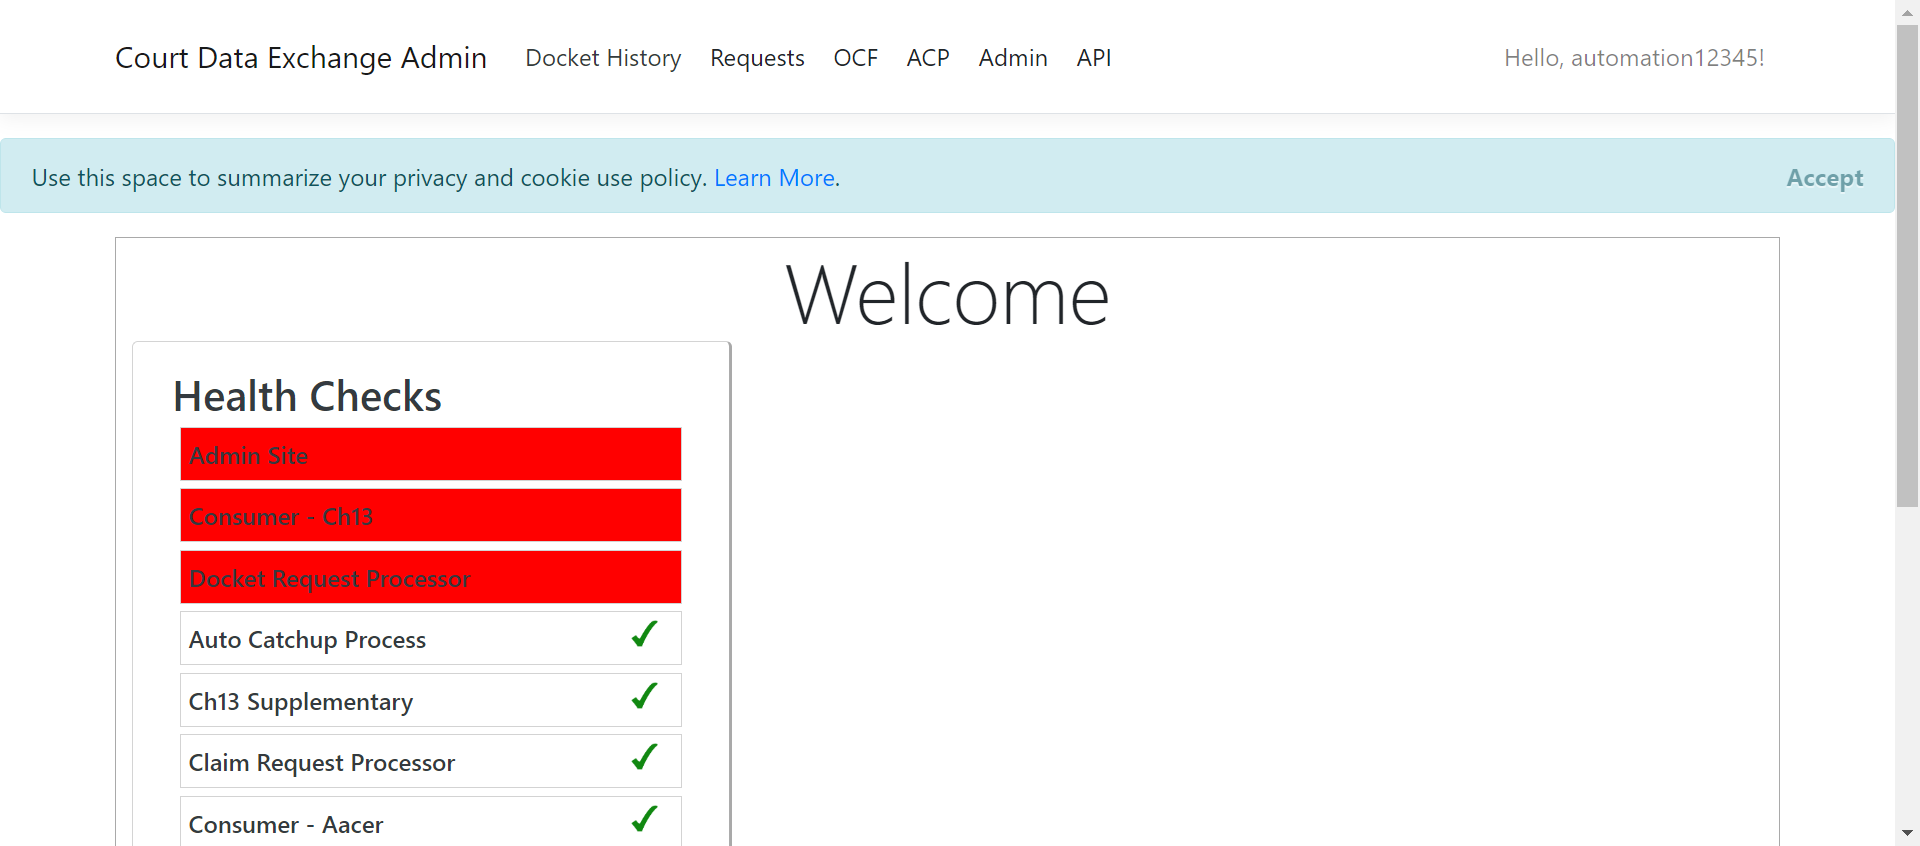 Court Data Exchange Admin Docket History Requests OCF ACP Admin API Hello, automation12345!
Use this space to summarize your privacy and cookie use policy. Learn More. Accept
Welcome
Health Checks
Admin Site
Consumer - Ch13
Docket Request Processor
Auto Catchup Process
Ch13 Supplementary
Claim Request Processor
Consumer - Aacer